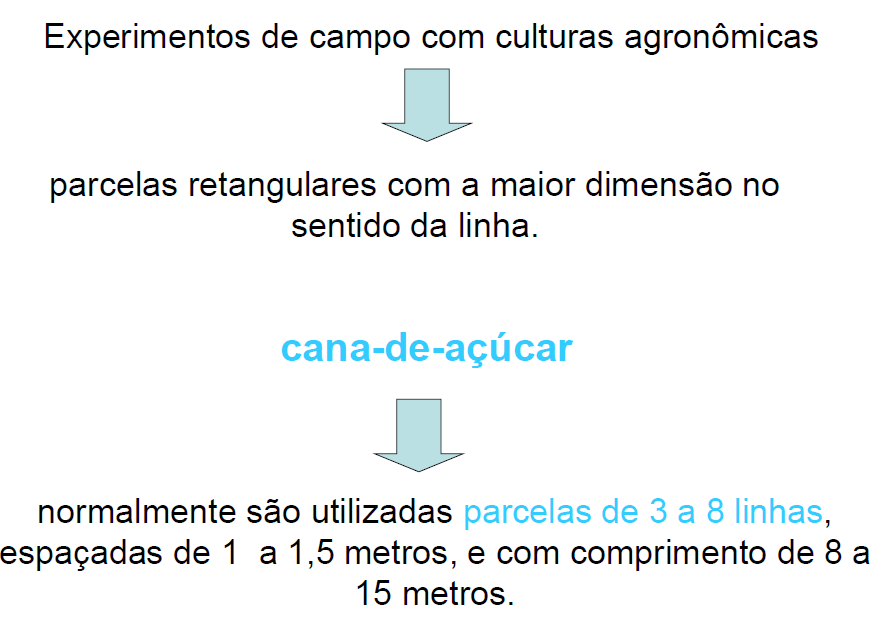 Experimentos de campo com culturas agronômicas
parcelas retangulares com a maior dimensão no
sentido da linha.
cana-de-açúcar
normalmente são utilizadas parcelas de 3 a 8 linhas,
espaçadas de 1  a 1,5 metros, e com comprimento de 8 a
15 metros.